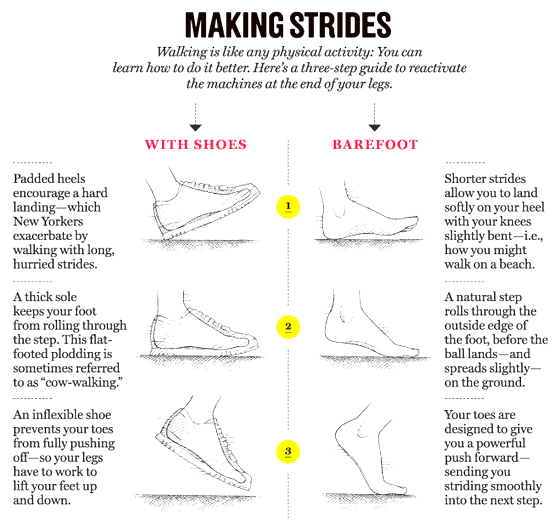 MAKING STRIDES
Walking is like any physical activity: You can
learn how to do it better. Here's a three-step guide to reactivate
the machines at the end of your legs.
WITH SHOES
BAREFOOT
1
Padded heels
encourage a hard
landing—which
New Yorkers
exacerbate by
walking with long,
hurried strides.
Shorter strides
allow you to land
softly on your heel
with your knees
slightly bent—i.e.,
how you might
walk on a beach.
2
A thick sole
keeps your foot
from rolling through
the step. This flat-
footed plodding is
sometimes referred
to as “cow-walking.”
A natural step
rolls through the
outside edge of
the foot, before the
ball lands—and
spreads slightly—
on the ground.
3
An inflexible shoe
prevents your toes
from fully pushing
off—so your legs
have to work to
lift your feet up
and down.
Your toes are
designed to give
you a powerful
push forward—
sending you
striding smoothly
into the next step.